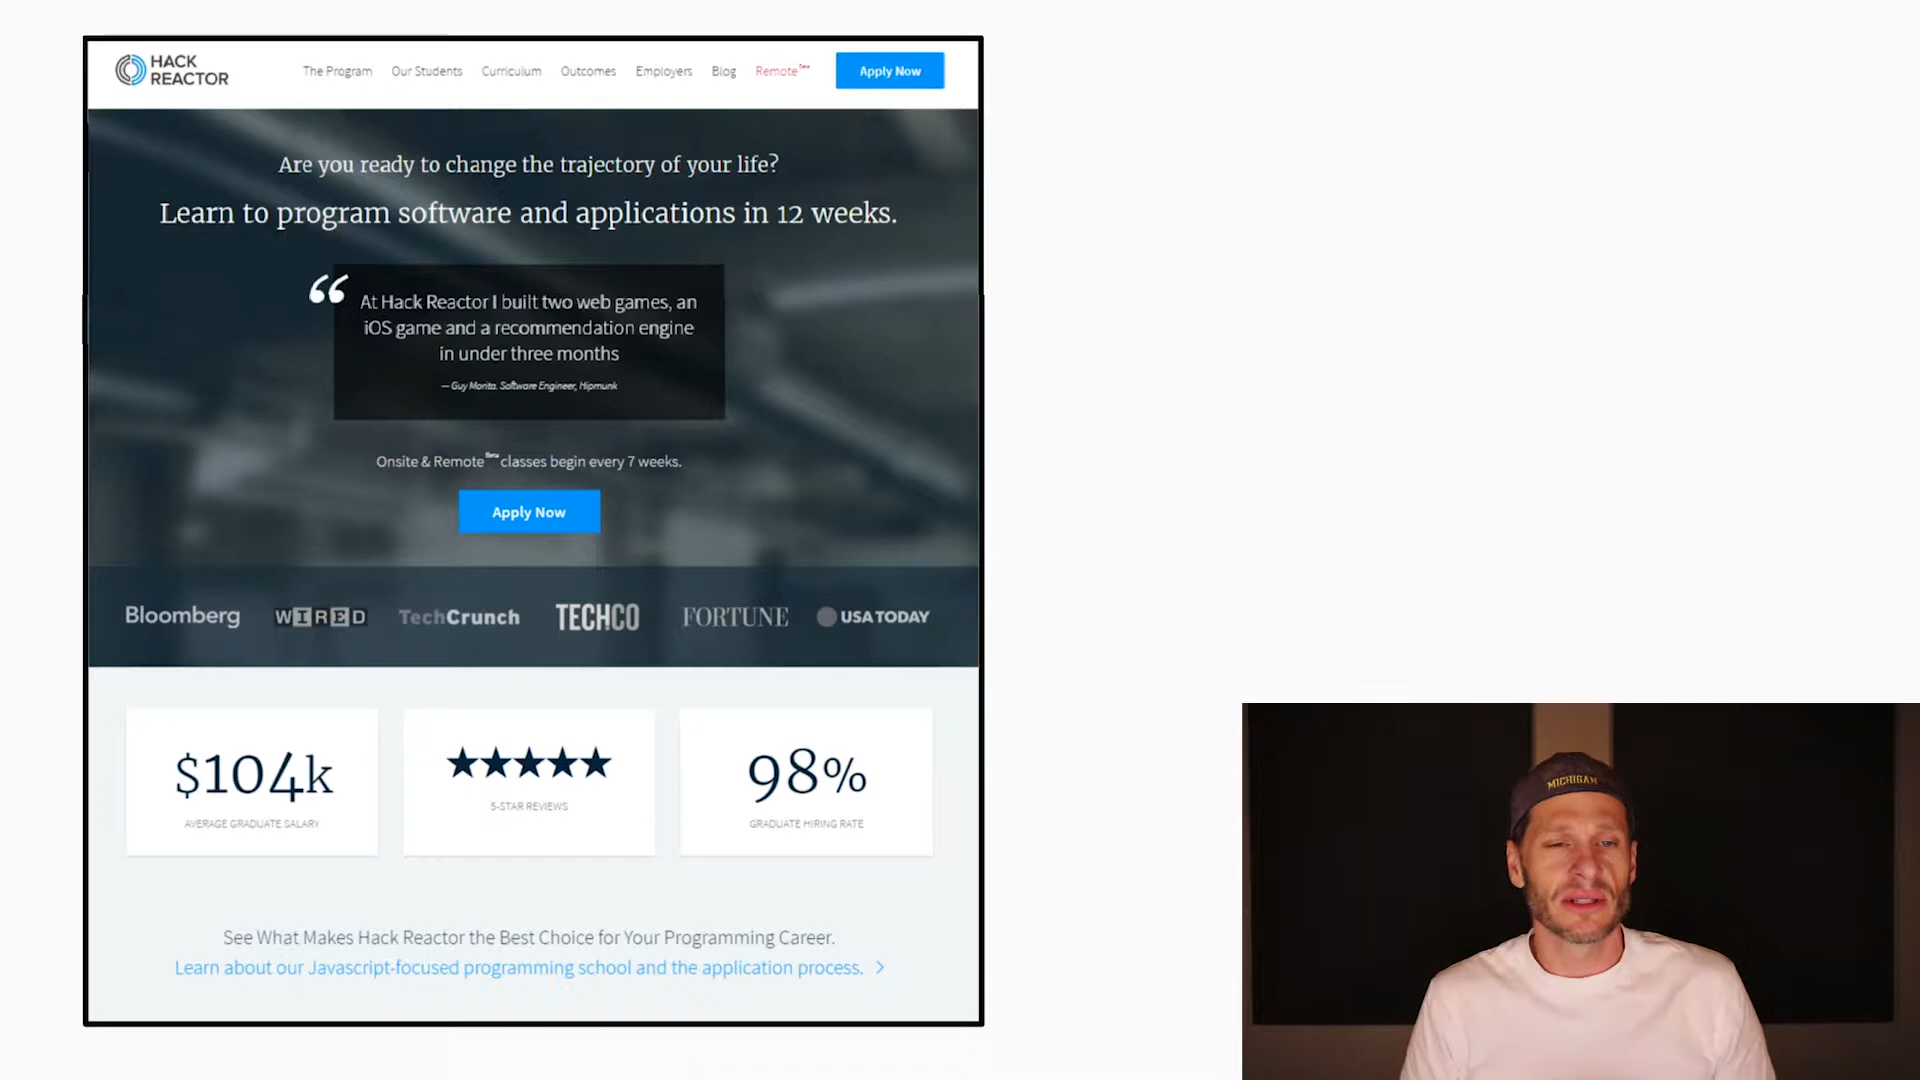 HACK
REACTOR
The Program Our Students Curriculum Outcomes Employers Blog Remote Beta Apply Now
Are you ready to change the trajectory of your life?
Learn to program software and applications in 12 weeks.
“ At Hack Reactor I built two web games, an
iOS game and a recommendation engine
in under three months
— Guy Morita. Software Engineer, Hipmunk
Onsite & Remote Beta classes begin every 7 weeks.
Apply Now
Bloomberg WIRED TechCrunch TECHCO FORTUNE USA TODAY
$104k
AVERAGE GRADUATE SALARY
★★★★★
5-STAR REVIEWS
98%
GRADUATE HIRING RATE
See What Makes Hack Reactor the Best Choice for Your Programming Career.
Learn about our Javascript-focused programming school and the application process. >
MICHIGAN